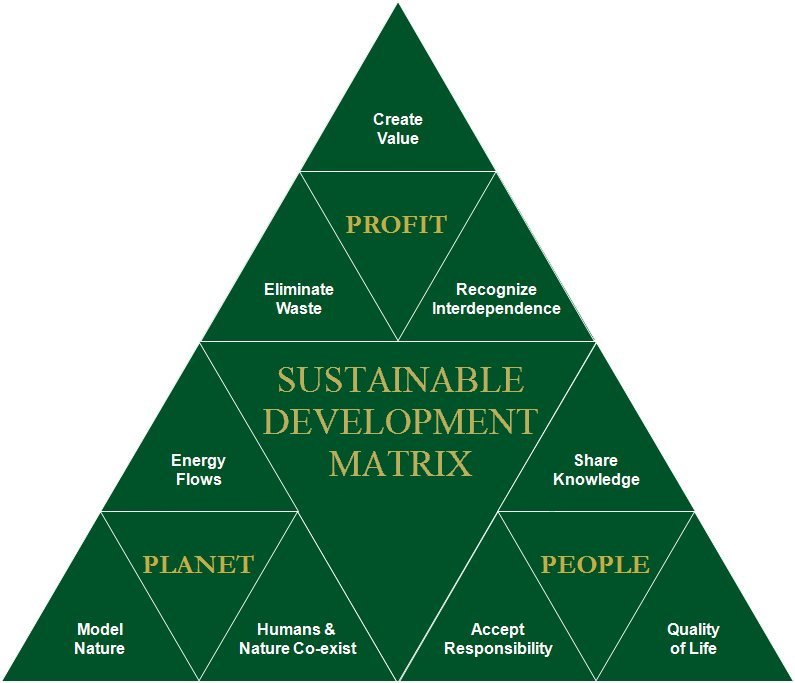 Create
Value
PROFIT
Eliminate
Waste
Recognize
Interdependence
SUSTAINABLE
DEVELOPMENT
MATRIX
Energy
Flows
Share
Knowledge
PLANET
PEOPLE
Model
Nature
Humans &
Nature Co-exist
Accept
Responsibility
Quality
of Life